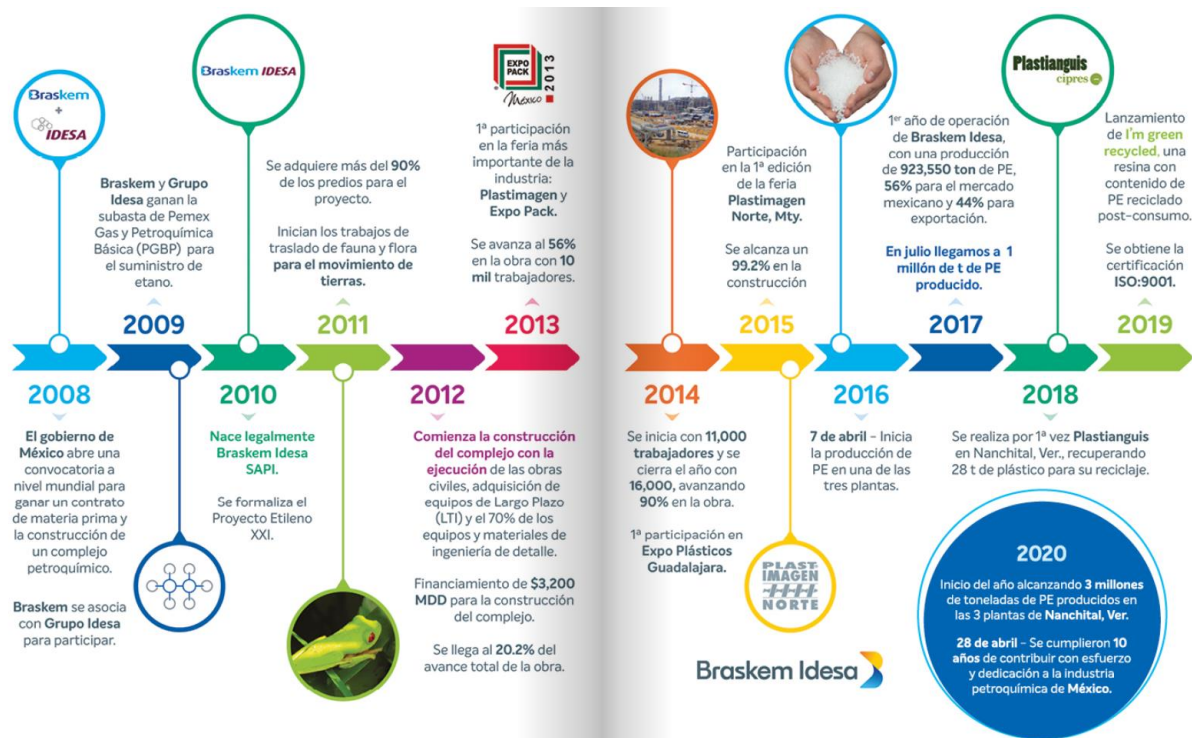 Braskem
+
IDESA
2008
El gobierno de
México abre una
convocatoria a
nivel mundial para
ganar un contrato
de materia prima y
la construcción de
un complejo
petroquímico.
Braskem se asocia
con Grupo Idesa
para participar.
Braskem y Grupo
Idesa ganan la
subasta de Pemex
Gas y Petroquímica
Básica (PGBP) para
el suministro de
etano.
2009
Braskem IDESA
2010
Nace legalmente
Braskem Idesa
SAPI.
Se formaliza el
Proyecto Etileno
XXI.
Se adquiere más del 90%
de los predios para el
proyecto.
Inician los trabajos de
traslado de fauna y flora
para el movimiento de
tierras.
2011
2012
Comienza la construcción
del complejo con la
ejecución de las obras
civiles, adquisición de
equipos de Largo Plazo
(LTI) y el 70% de los
equipos y materiales de
ingeniería de detalle.
Financiamiento de $3,200
MDD para la construcción
del complejo.
Se llega al 20.2% del
avance total de la obra.
EXPO
PACK
México
2013
1ª participación
en la feria más
importante de la
industria:
Plastimagen y
Expo Pack.
Se avanza al 56%
en la obra con 10
mil trabajadores.
2013
2014
Se inicia con 11,000
trabajadores y se
cierra el año con
16,000, avanzando
90% en la obra.
1ª participación en
Expo Plásticos
Guadalajara.
Participación
en la 1ª edición
de la feria
Plastimagen
Norte, Mty.
Se alcanza un
99.2% en la
construcción
2015
PLAST
IMAGEN
NORTE
2016
7 de abril – Inicia
la producción de
PE en una de las
tres plantas.
1er año de operación
de Braskem Idesa,
con una producción
de 923,550 ton de PE,
56% para el mercado
mexicano y 44% para
exportación.
En julio llegamos a 1
millón de t de PE
producido.
2017
Plastianguis
cipres
2018
Se realiza por 1ª vez Plastianguis
en Nanchital, Ver., recuperando
28 t de plástico para su reciclaje.
Lanzamiento
de I'm green
recycled, una
resina con
contenido de
PE reciclado
post-consumo.
Se obtiene la
certificación
ISO:9001.
2019
2020
Inicio del año alcanzando 3 millones
de toneladas de PE producidos en
las 3 plantas de Nanchital, Ver.
28 de abril – Se cumplieron 10
años de contribuir con esfuerzo
y dedicación a la industria
petroquímica de México.
Braskem Idesa